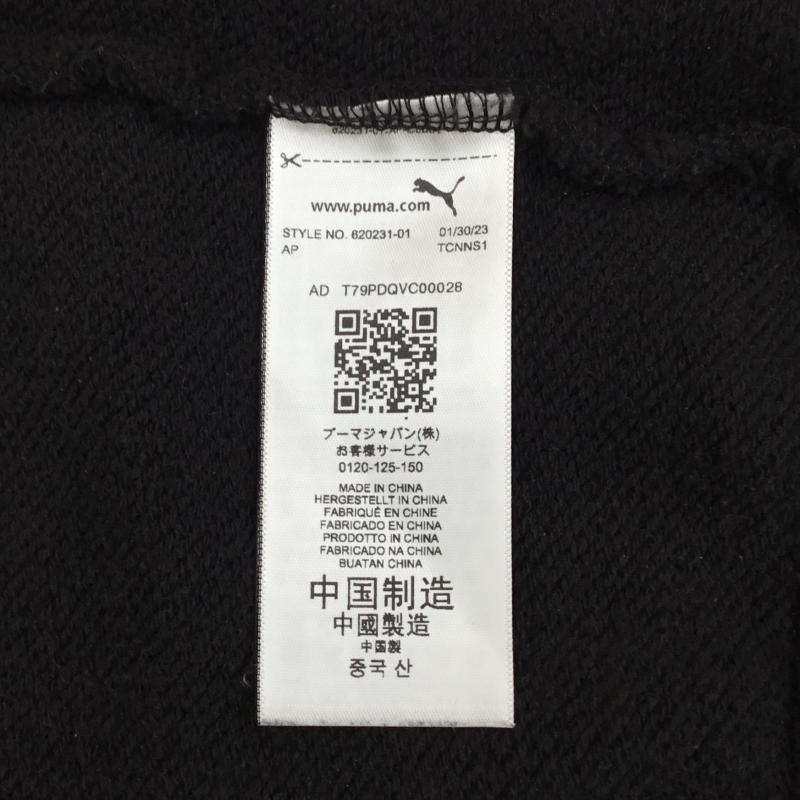 www.puma.com
STYLE NO. 620231-01 01/30/23
AP TCNNS1
AD T79PDQVC00028
プーマジャパン(株)
お客様サービス
0120-125-150
MADE IN CHINA
HERGESTELLT IN CHINA
FABRIQUÉ EN CHINE
FABRICADO EN CHINA
PRODOTTO IN CHINA
FABRICADO NA CHINA
BUATAN CHINA
中国制造
中國製造
中国製
중국 산